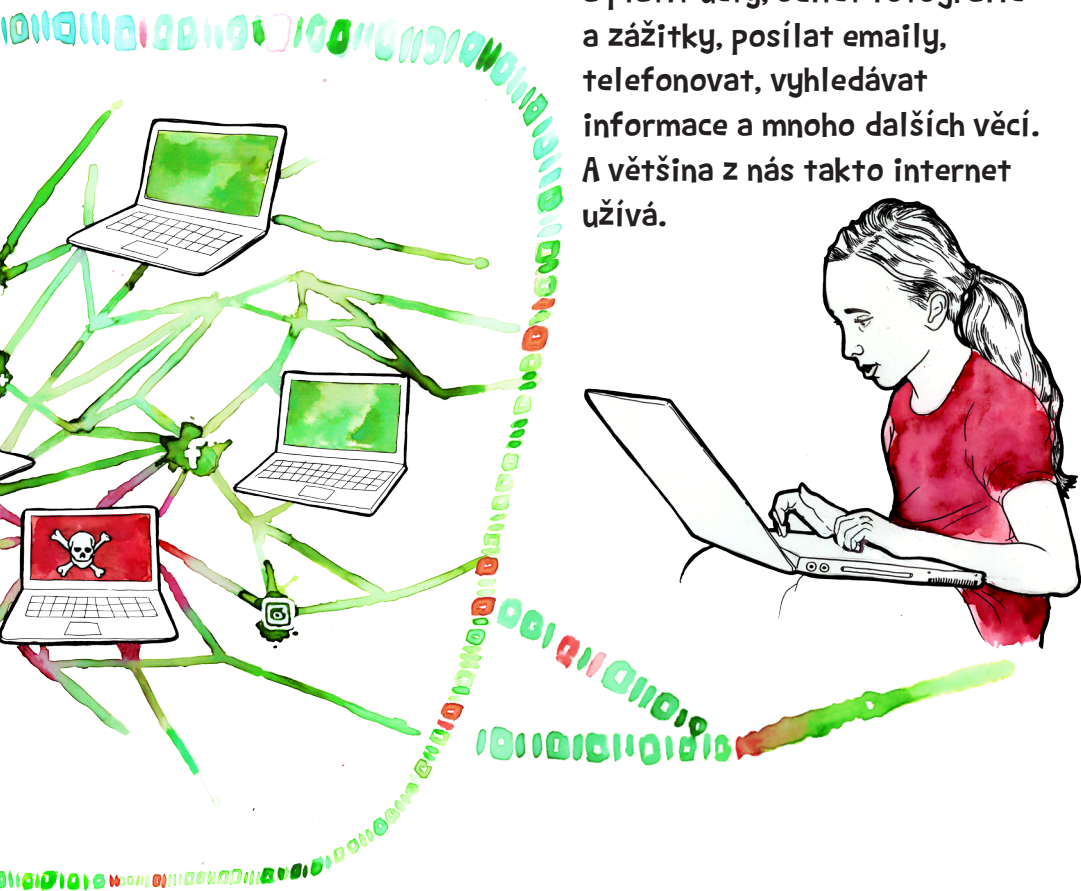 a zážitky, posílat emaily,
telefonovat, vyhledávat
informace a mnoho dalších věcí.
A většina z nás takto internet
užívá.